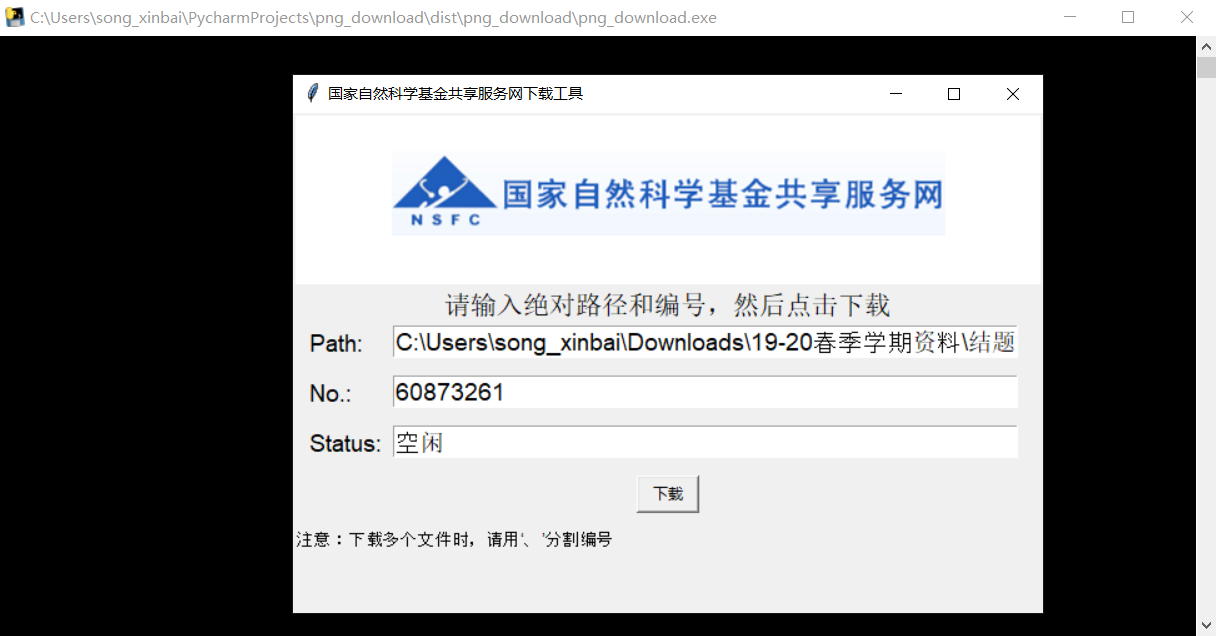 C:\Users\song_xinbai\PycharmProjects\png_download\dist\png_download\png_download.exe
国家自然科学基金共享服务网下载工具
国家自然科学基金共享服务网
NSFC
请输入绝对路径和编号，然后点击下载
Path: C:\Users\song_xinbai\Downloads\19-20春季学期资料\结题
No.: 60873261
Status: 空闲
下载
注意：下载多个文件时，请用‘、’分割编号